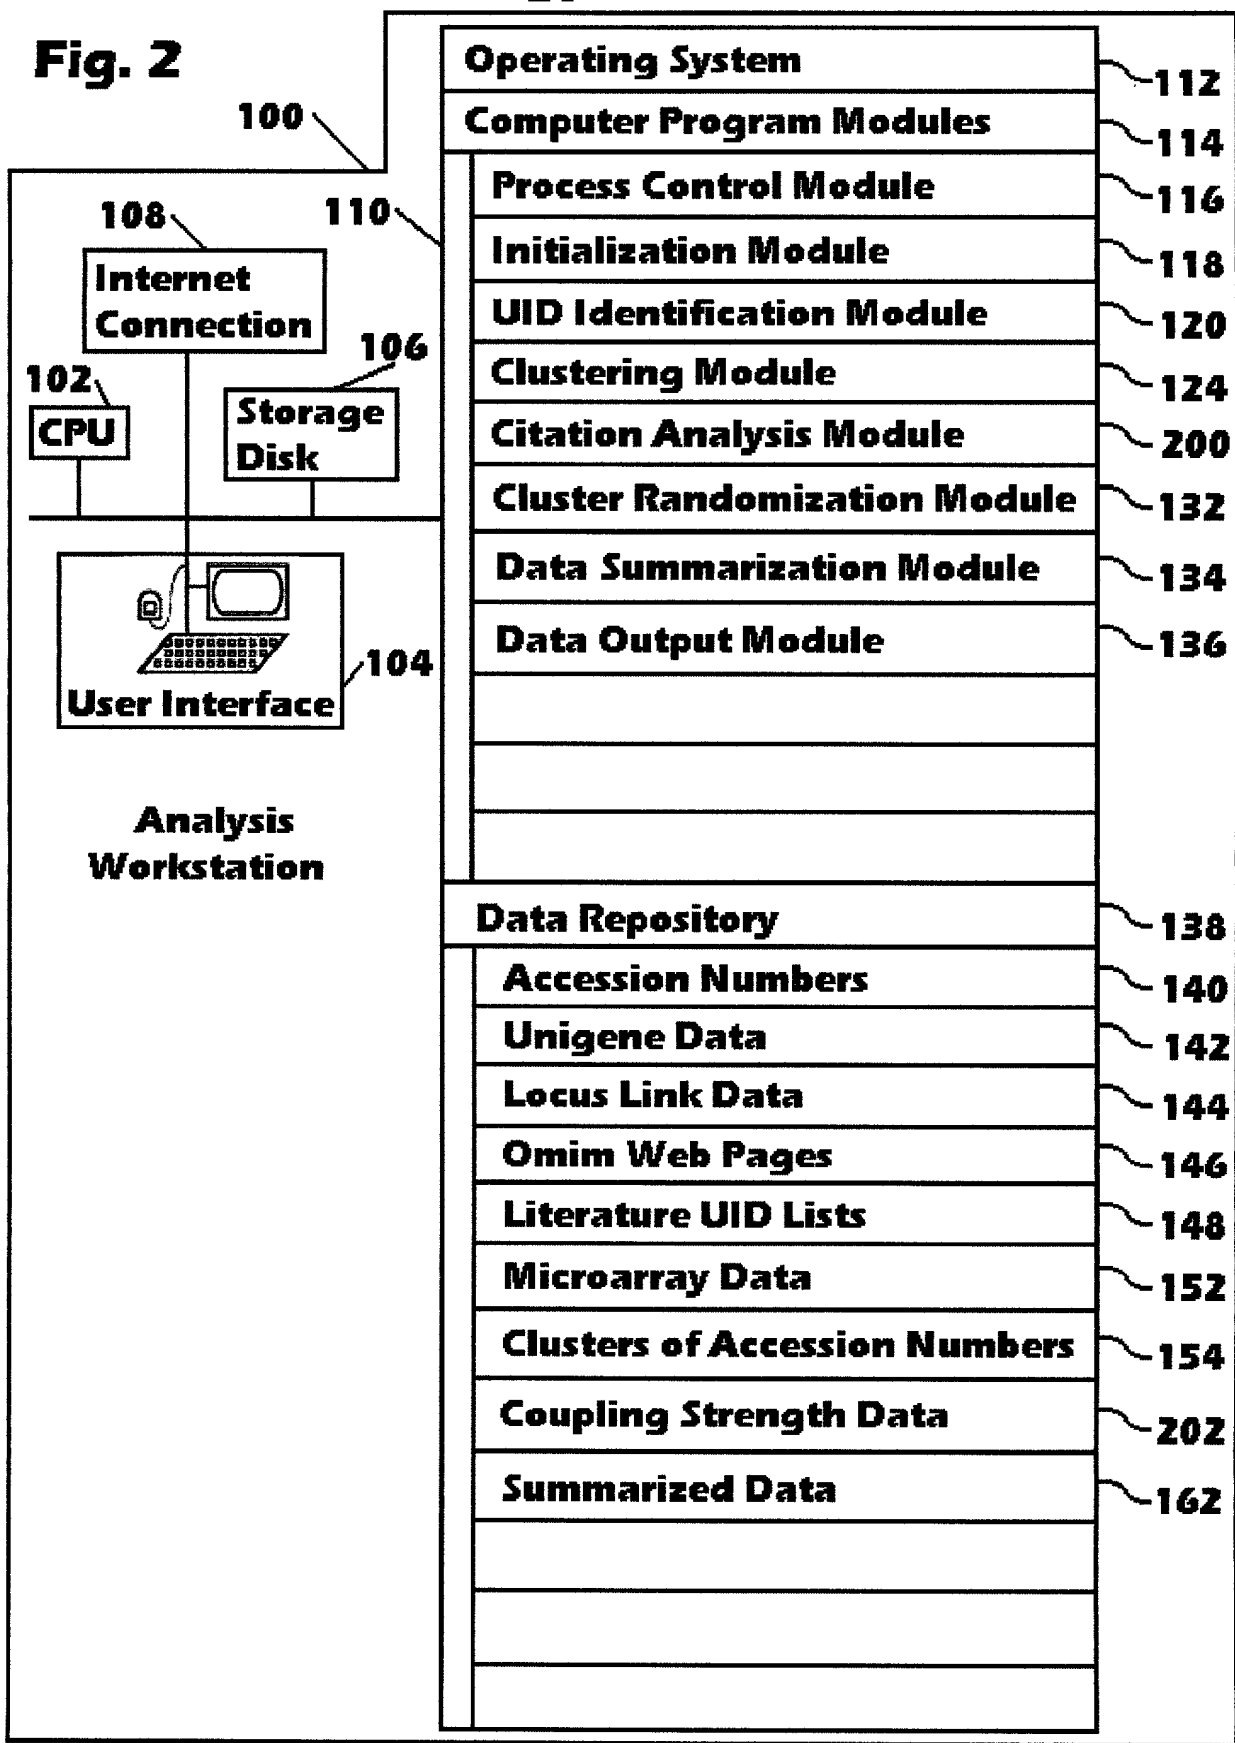 Fig. 2
100
108
Internet
Connection
102
CPU
106
Storage
Disk
104
User Interface
Analysis
Workstation
110
Operating System 112
Computer Program Modules 114
Process Control Module 116
Initialization Module 118
UID Identification Module 120
Clustering Module 124
Citation Analysis Module 200
Cluster Randomization Module 132
Data Summarization Module 134
Data Output Module 136
Data Repository 138
Accession Numbers 140
Unigene Data 142
Locus Link Data 144
Omim Web Pages 146
Literature UID Lists 148
Microarray Data 152
Clusters of Accession Numbers 154
Coupling Strength Data 202
Summarized Data 162